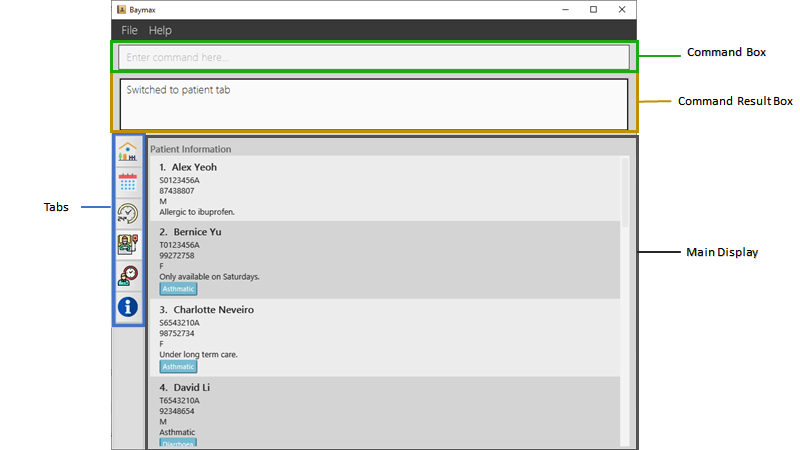 Baymax
File Help
Enter command here...
Command Box
Switched to patient tab
Command Result Box
Patient Information
1. Alex Yeoh
S0123456A
87438807
M
Allergic to ibuprofen.
Tabs
2. Bernice Yu
T0123456A
99272758
F
Only available on Saturdays.
Asthmatic
Main Display
3. Charlotte Neveiro
S6543210A
98752734
F
Under long term care.
Asthmatic
4. David Li
T6543210A
92348654
M
Asthmatic
Diarrhoea